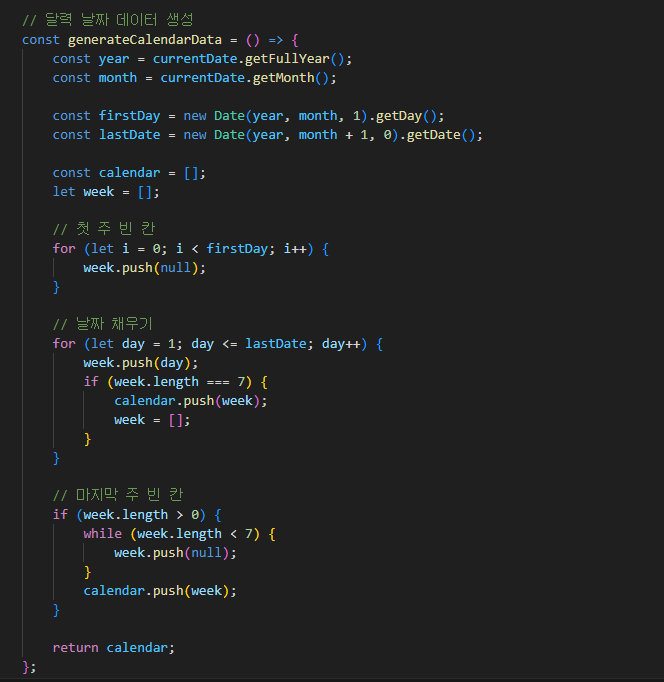 // 달력 날짜 데이터 생성
const generateCalendarData = () => {
    const year = currentDate.getFullYear();
    const month = currentDate.getMonth();

    const firstDay = new Date(year, month, 1).getDay();
    const lastDate = new Date(year, month + 1, 0).getDate();

    const calendar = [];
    let week = [];

    // 첫 주 빈 칸
    for (let i = 0; i < firstDay; i++) {
        week.push(null);
    }

    // 날짜 채우기
    for (let day = 1; day <= lastDate; day++) {
        week.push(day);
        if (week.length === 7) {
            calendar.push(week);
            week = [];
        }
    }

    // 마지막 주 빈 칸
    if (week.length > 0) {
        while (week.length < 7) {
            week.push(null);
        }
        calendar.push(week);
    }

    return calendar;
};